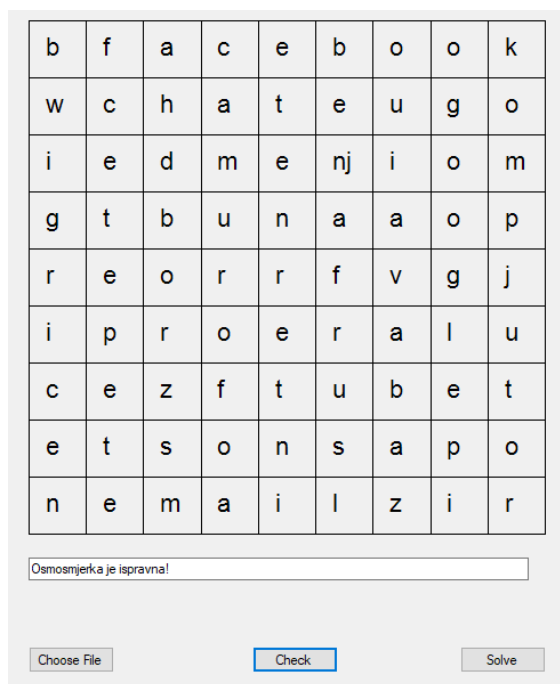 b f a c e b o o k
w c h a t e u g o
i e d m e nj i o m
g t b u n a a o p
r e o r r f v g j
i p r o e r a l u
c e z f t u b e t
e t s o n s a p o
n e m a i l z i r
Osmosmjerka je ispravna!
Choose File Check Solve